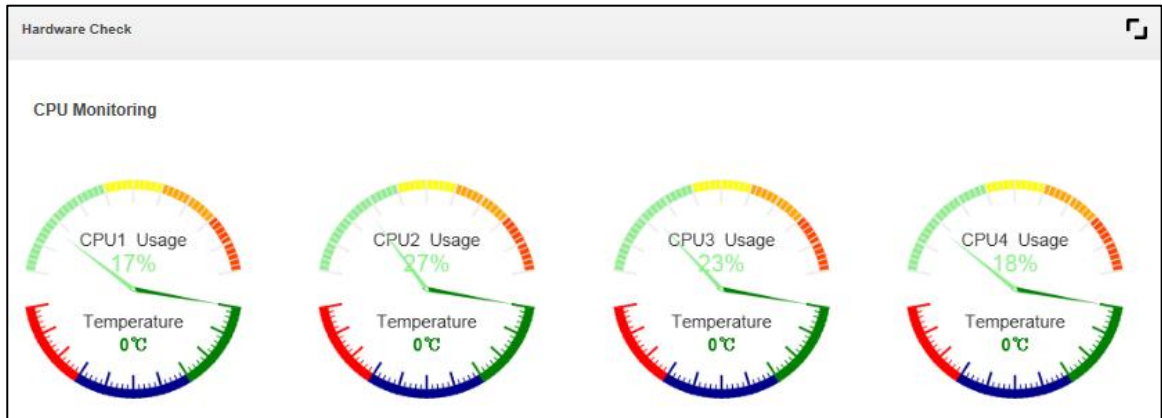 Hardware Check
CPU Monitoring
CPU1 Usage
17%
Temperature
0℃
CPU2 Usage
27%
Temperature
0℃
CPU3 Usage
23%
Temperature
0℃
CPU4 Usage
18%
Temperature
0℃